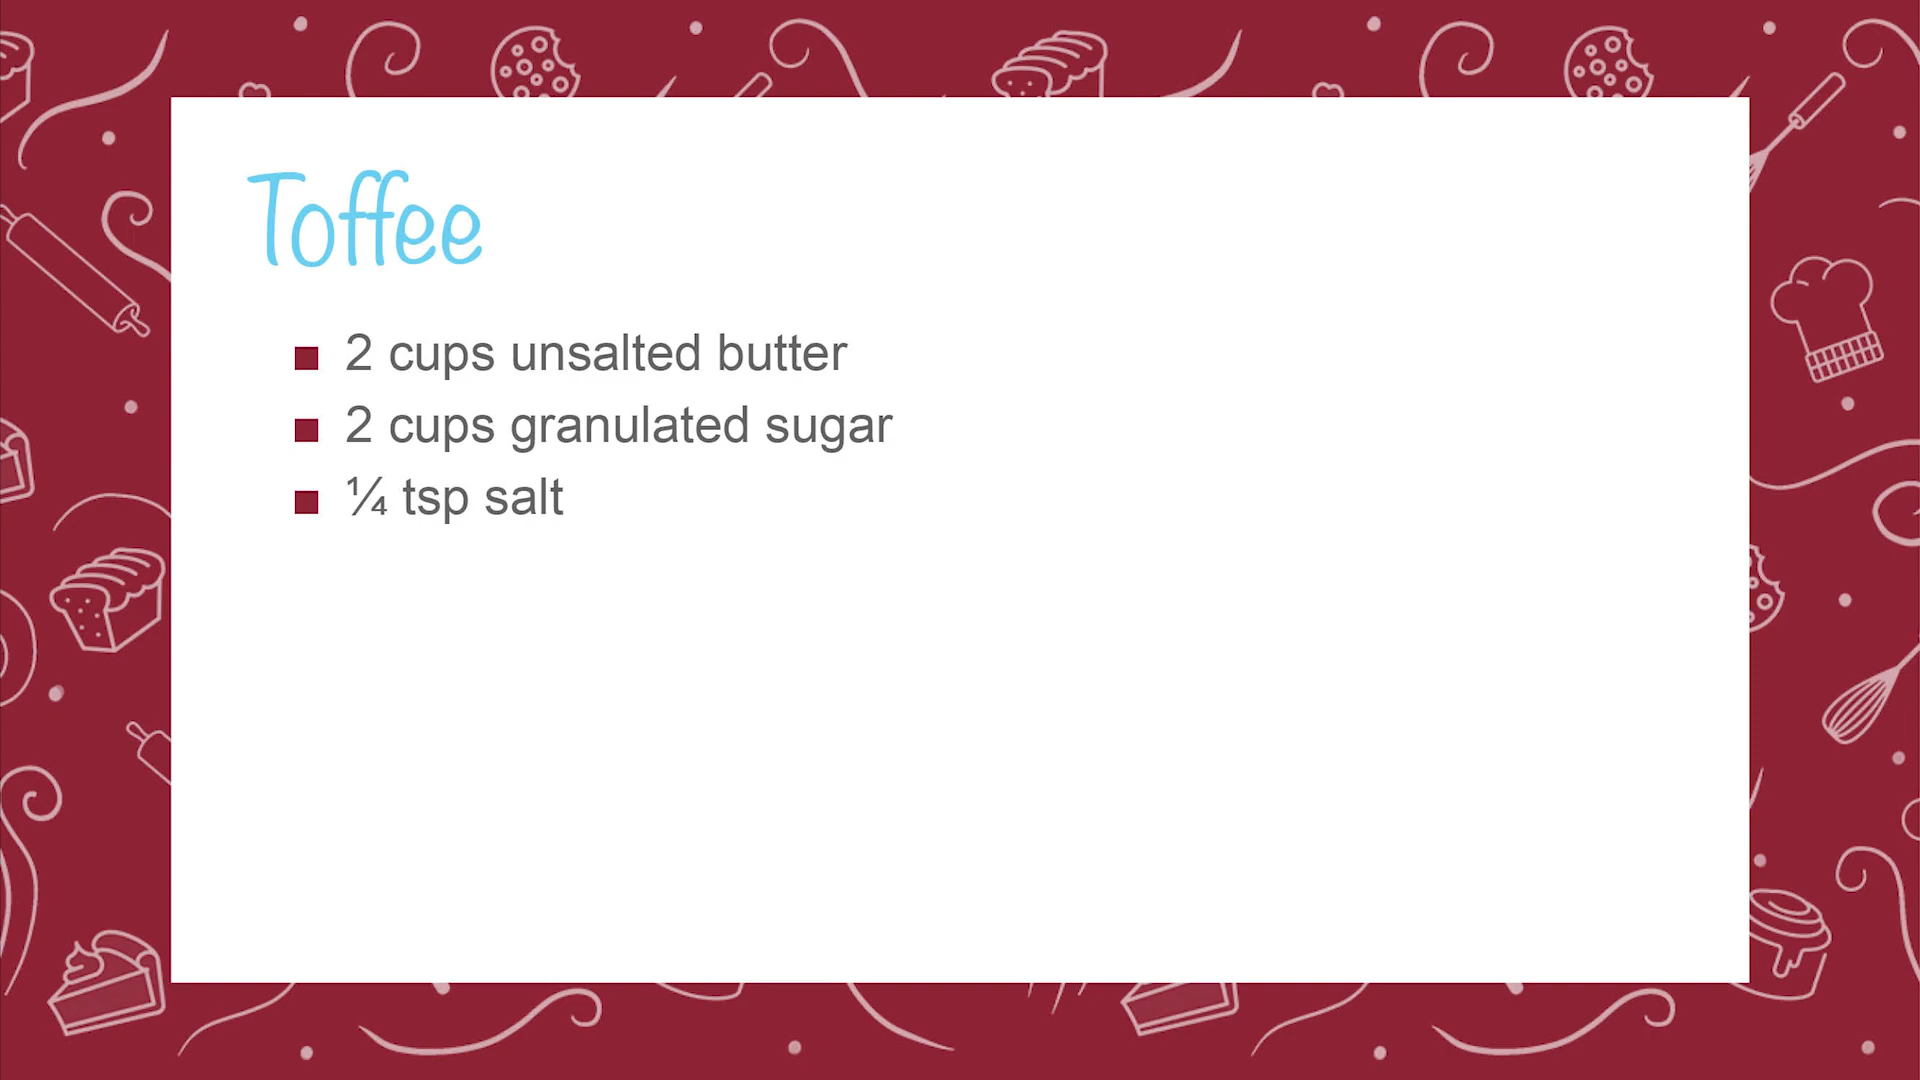 Toffee
2 cups unsalted butter
2 cups granulated sugar
¼ tsp salt